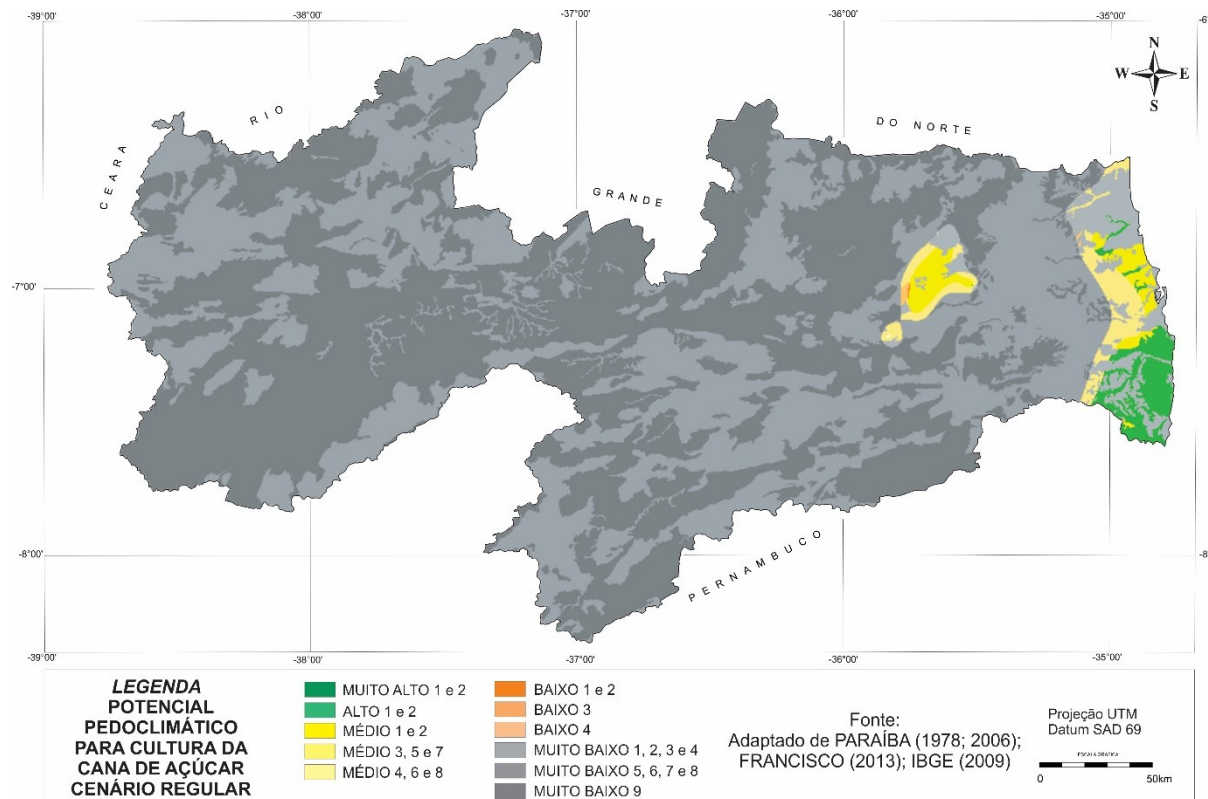 -39°00'
-38°00'
-37°00'
-36°00'
-35°00'
-6
N
W E
S
RIO
DO NORTE
CEARA
GRANDE
-7°00'
-8°00'
-8
PERNAMBUCO
-39°00'
-38°00'
-37°00'
-36°00'
-35°00'
LEGENDA
POTENCIAL
PEDOCLIMÁTICO
PARA CULTURA DA
CANA DE AÇÚCAR
CENÁRIO REGULAR
MUITO ALTO 1 e 2
ALTO 1 e 2
MÉDIO 1 e 2
MÉDIO 3, 5 e 7
MÉDIO 4, 6 e 8
BAIXO 1 e 2
BAIXO 3
BAIXO 4
MUITO BAIXO 1, 2, 3 e 4
MUITO BAIXO 5, 6, 7 e 8
MUITO BAIXO 9
Fonte:
Adaptado de PARAÍBA (1978; 2006);
FRANCISCO (2013); IBGE (2009)
Projeção UTM
Datum SAD 69
ESCALA GRÁFICA
0 50km